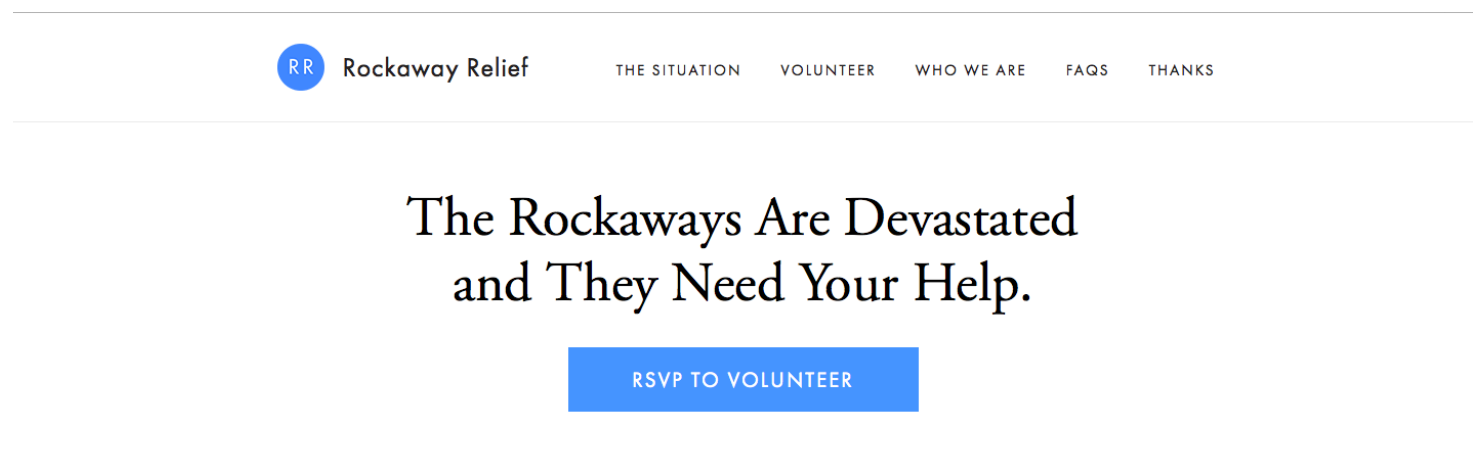 RR Rockaway Relief THE SITUATION VOLUNTEER WHO WE ARE FAQS THANKS
The Rockaways Are Devastated
and They Need Your Help.
RSVP TO VOLUNTEER